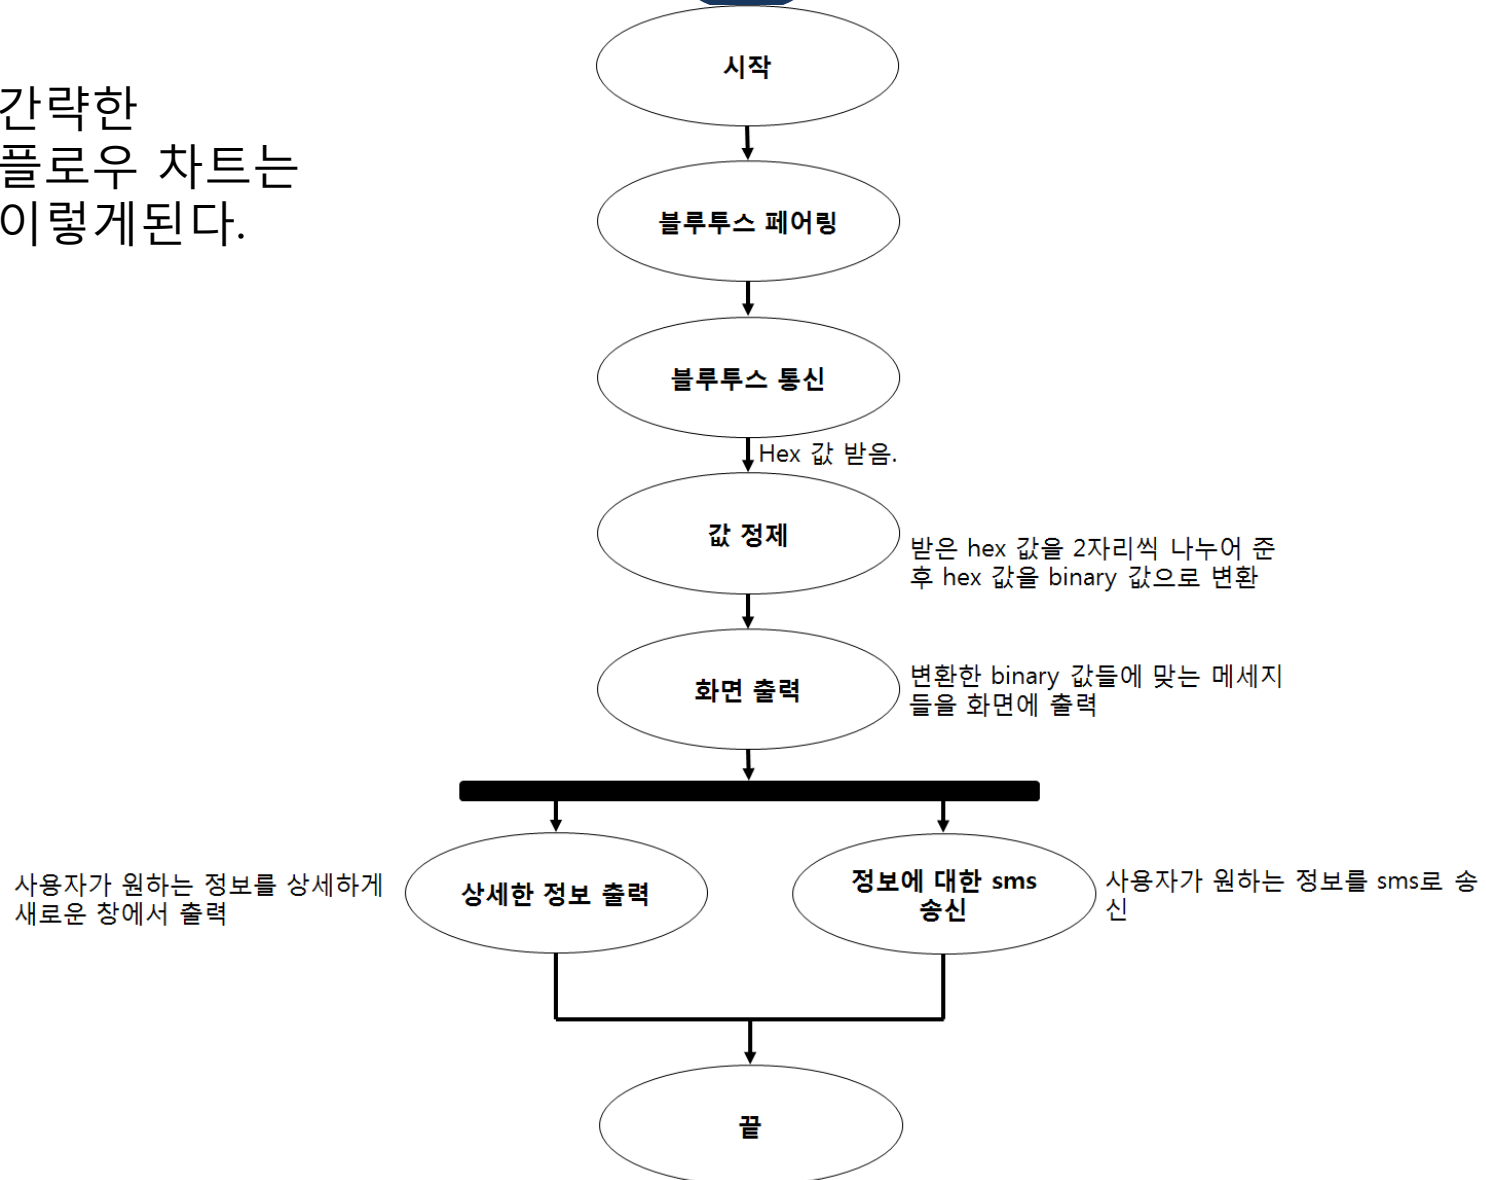 간략한
플로우 차트는
이렇게된다.
시작
블루투스 페어링
블루투스 통신
Hex 값 받음.
값 정제
받은 hex 값을 2자리씩 나누어 준
후 hex 값을 binary 값으로 변환
화면 출력
변환한 binary 값들에 맞는 메세지
들을 화면에 출력
사용자가 원하는 정보를 상세하게
새로운 창에서 출력
상세한 정보 출력
정보에 대한 sms
송신
사용자가 원하는 정보를 sms로 송
신
끝